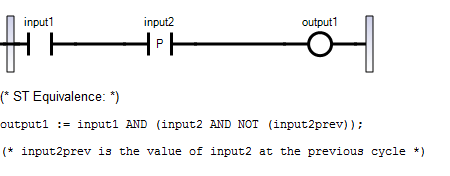 input1 input2 output1
P
(* ST Equivalence: *)
output1 := input1 AND (input2 AND NOT (input2prev));
(* input2prev is the value of input2 at the previous cycle *)